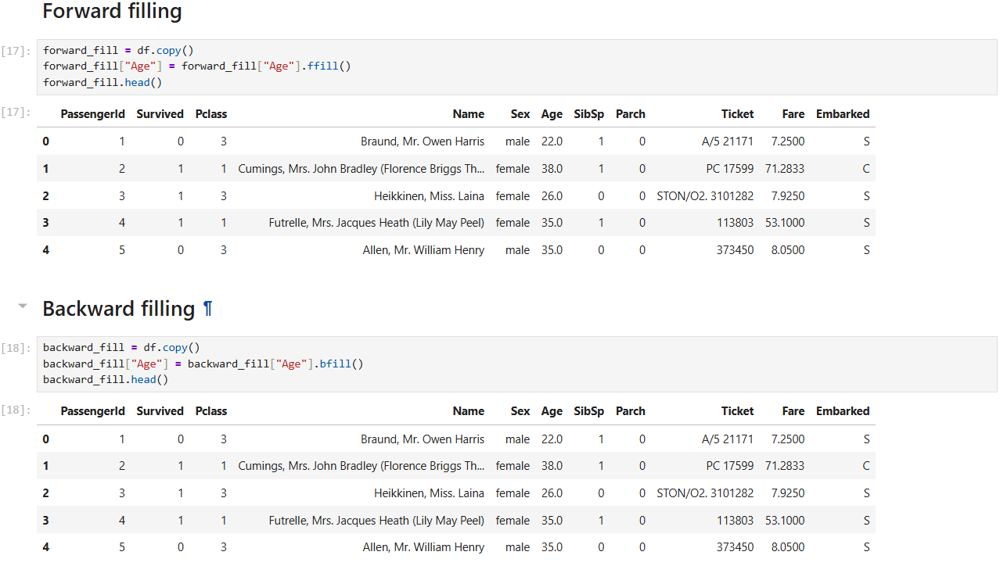 Forward filling
[17]: forward_fill = df.copy()
forward_fill["Age"] = forward_fill["Age"].ffill()
forward_fill.head()
[17]: PassengerId Survived Pclass Name Sex Age SibSp Parch Ticket Fare Embarked
0 1 0 3 Braund, Mr. Owen Harris male 22.0 1 0 A/5 21171 7.2500 S
1 2 1 1 Cumings, Mrs. John Bradley (Florence Briggs Th... female 38.0 1 0 PC 17599 71.2833 C
2 3 1 3 Heikkinen, Miss. Laina female 26.0 0 0 STON/O2. 3101282 7.9250 S
3 4 1 1 Futrelle, Mrs. Jacques Heath (Lily May Peel) female 35.0 1 0 113803 53.1000 S
4 5 0 3 Allen, Mr. William Henry male 35.0 0 0 373450 8.0500 S
Backward filling ¶
[18]: backward_fill = df.copy()
backward_fill["Age"] = backward_fill["Age"].bfill()
backward_fill.head()
[18]: PassengerId Survived Pclass Name Sex Age SibSp Parch Ticket Fare Embarked
0 1 0 3 Braund, Mr. Owen Harris male 22.0 1 0 A/5 21171 7.2500 S
1 2 1 1 Cumings, Mrs. John Bradley (Florence Briggs Th... female 38.0 1 0 PC 17599 71.2833 C
2 3 1 3 Heikkinen, Miss. Laina female 26.0 0 0 STON/O2. 3101282 7.9250 S
3 4 1 1 Futrelle, Mrs. Jacques Heath (Lily May Peel) female 35.0 1 0 113803 53.1000 S
4 5 0 3 Allen, Mr. William Henry male 35.0 0 0 373450 8.0500 S